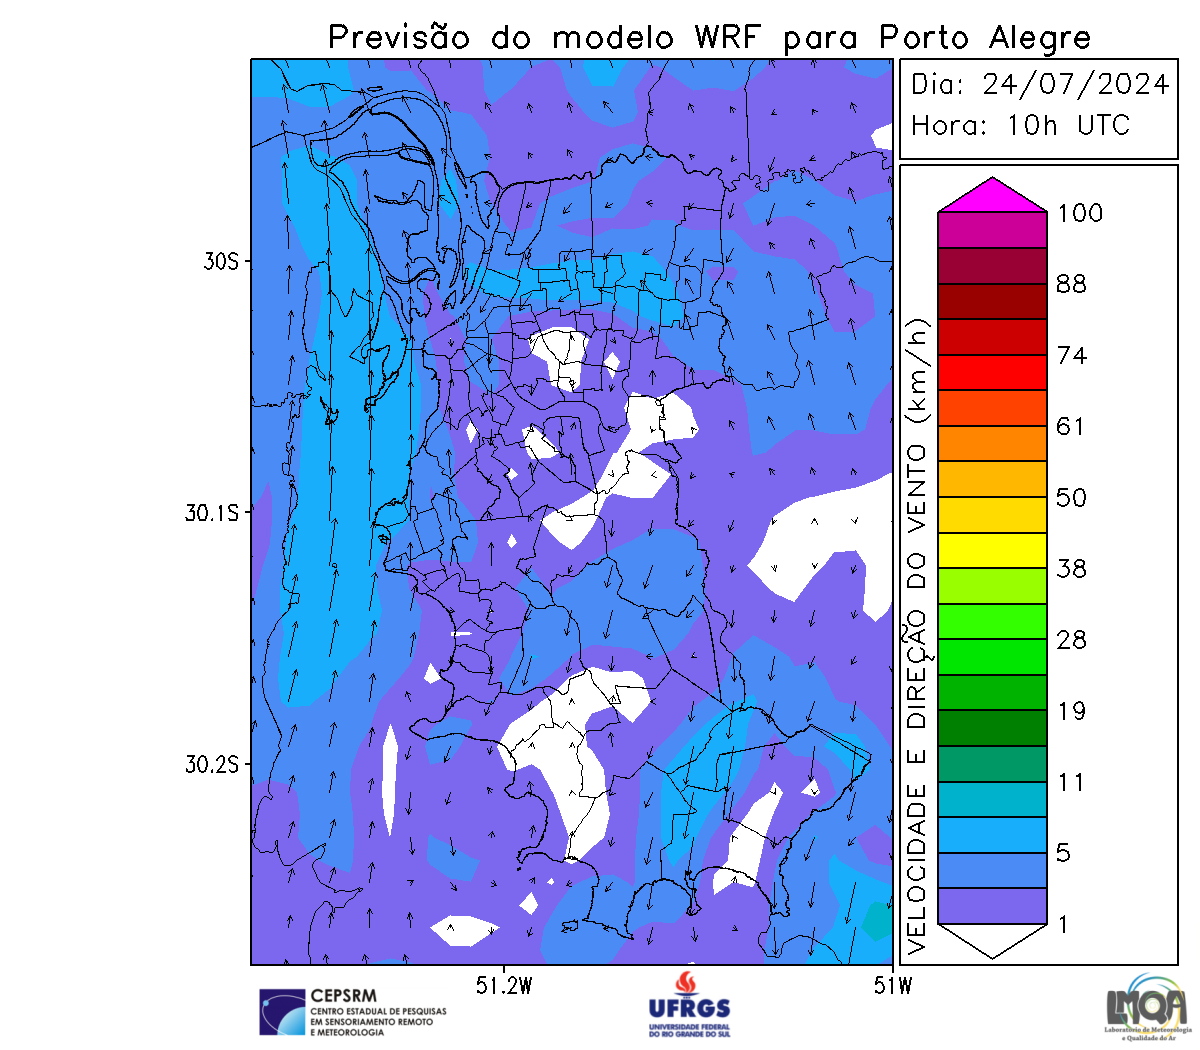 Previsão do modelo WRF para Porto Alegre
Dia: 24/07/2024
Hora: 10h UTC
30S
30.1S
30.2S
51.2W
51W
VELOCIDADE E DIREÇÃO DO VENTO (km/h)
100
88
74
61
50
38
28
19
11
5
1
CEPSRM
CENTRO ESTADUAL DE PESQUISAS
EM SENSORIAMENTO REMOTO
E METEOROLOGIA
UFRGS
UNIVERSIDADE FEDERAL
DO RIO GRANDE DO SUL
LMQA
Laboratório de Meteorologia
e Qualidade do Ar